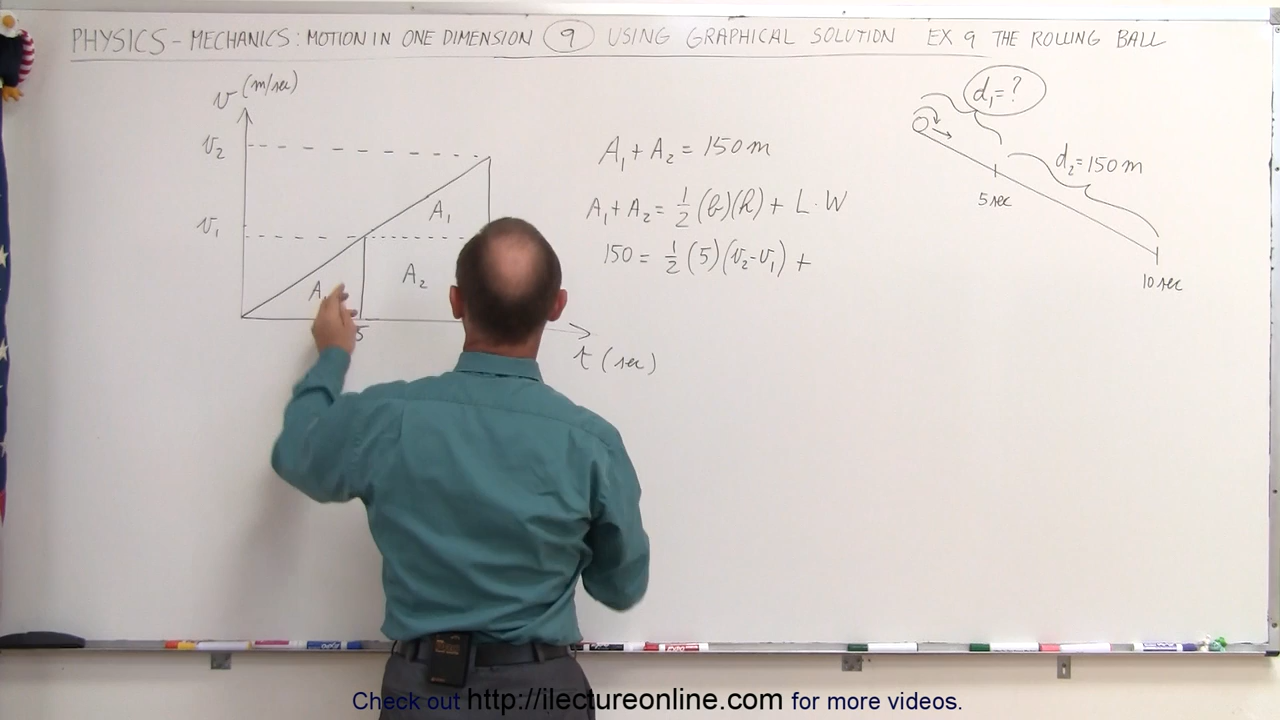 PHYSICS - MECHANICS: MOTION IN ONE DIMENSION 9 USING GRAPHICAL SOLUTION EX 9 THE ROLLING BALL
v (m/sec)
v₂
v₁
A₁
A₂
5
t (sec)
A₁ + A₂ = 150 m
A₁ + A₂ = 1/2 (b)(h) + L · W
150 = 1/2 (5)(v₂ - v₁) +
d₁ = ?
d₂ = 150 m
5 sec
10 sec
Check out http://ilectureonline.com for more videos.